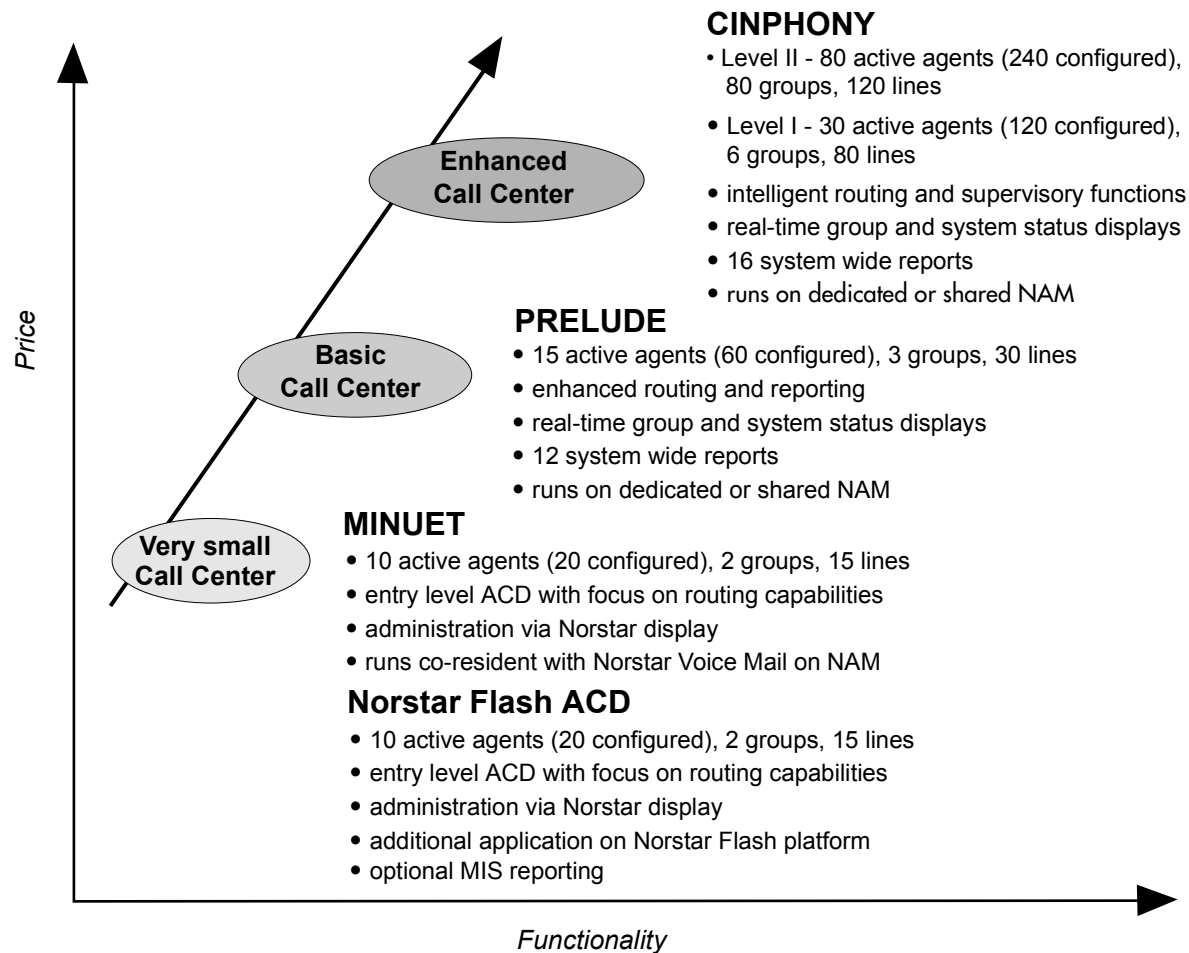 CINPHONY
• Level II - 80 active agents (240 configured),
80 groups, 120 lines
• Level I - 30 active agents (120 configured),
6 groups, 80 lines
• intelligent routing and supervisory functions
• real-time group and system status displays
• 16 system wide reports
• runs on dedicated or shared NAM
Enhanced
Call Center
PRELUDE
• 15 active agents (60 configured), 3 groups, 30 lines
• enhanced routing and reporting
• real-time group and system status displays
• 12 system wide reports
• runs on dedicated or shared NAM
Basic
Call Center
Price
MINUET
• 10 active agents (20 configured), 2 groups, 15 lines
• entry level ACD with focus on routing capabilities
• administration via Norstar display
• runs co-resident with Norstar Voice Mail on NAM
Very small
Call Center
Norstar Flash ACD
• 10 active agents (20 configured), 2 groups, 15 lines
• entry level ACD with focus on routing capabilities
• administration via Norstar display
• additional application on Norstar Flash platform
• optional MIS reporting
Functionality